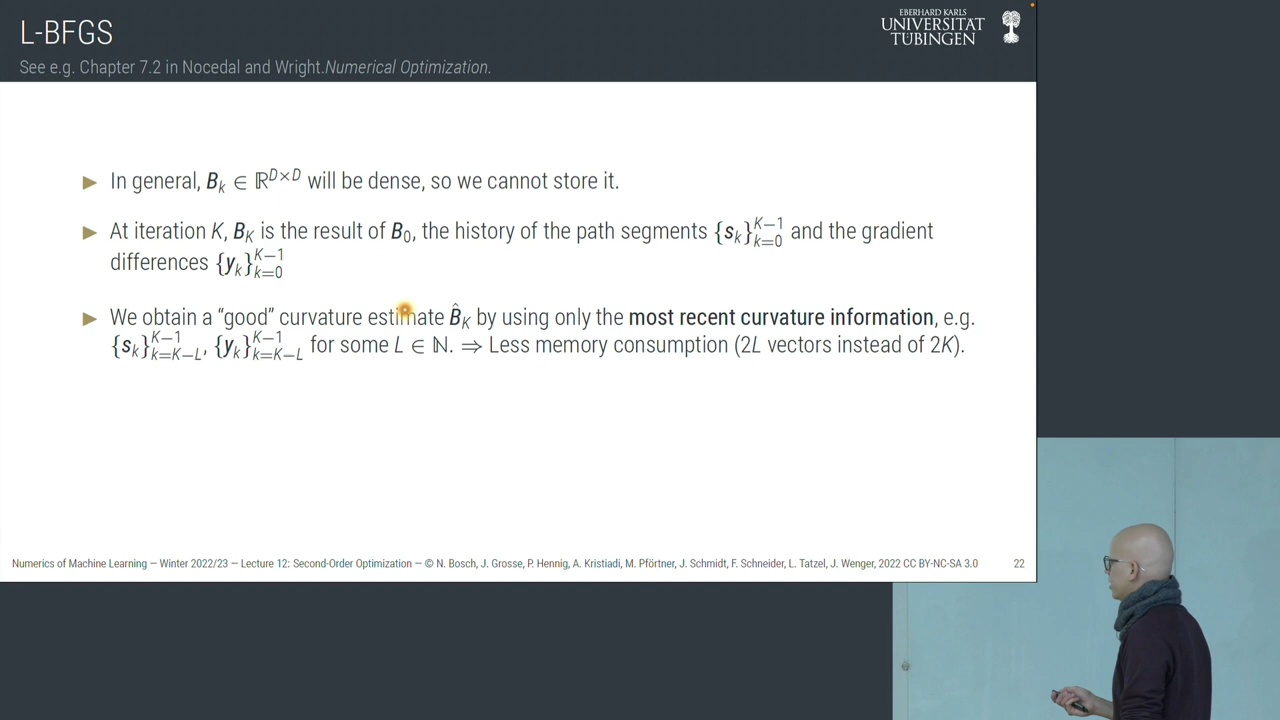 L-BFGS
See e.g. Chapter 7.2 in Nocedal and Wright.Numerical Optimization.
EBERHARD KARLS
UNIVERSITÄT
TÜBINGEN
▶ In general, B_k ∈ ℝ^{D×D} will be dense, so we cannot store it.
▶ At iteration K, B_K is the result of B_0, the history of the path segments {s_k}_{k=0}^{K−1} and the gradient
differences {y_k}_{k=0}^{K−1}
▶ We obtain a “good” curvature estimate B̂_K by using only the most recent curvature information, e.g.
{s_k}_{k=K−L}^{K−1}, {y_k}_{k=K−L}^{K−1} for some L ∈ ℕ. ⇒ Less memory consumption (2L vectors instead of 2K).
Numerics of Machine Learning — Winter 2022/23 — Lecture 12: Second-Order Optimization — © N. Bosch, J. Grosse, P. Hennig, A. Kristiadi, M. Pförtner, J. Schmidt, F. Schneider, L. Tatzel, J. Wenger, 2022 CC BY-NC-SA 3.0 22